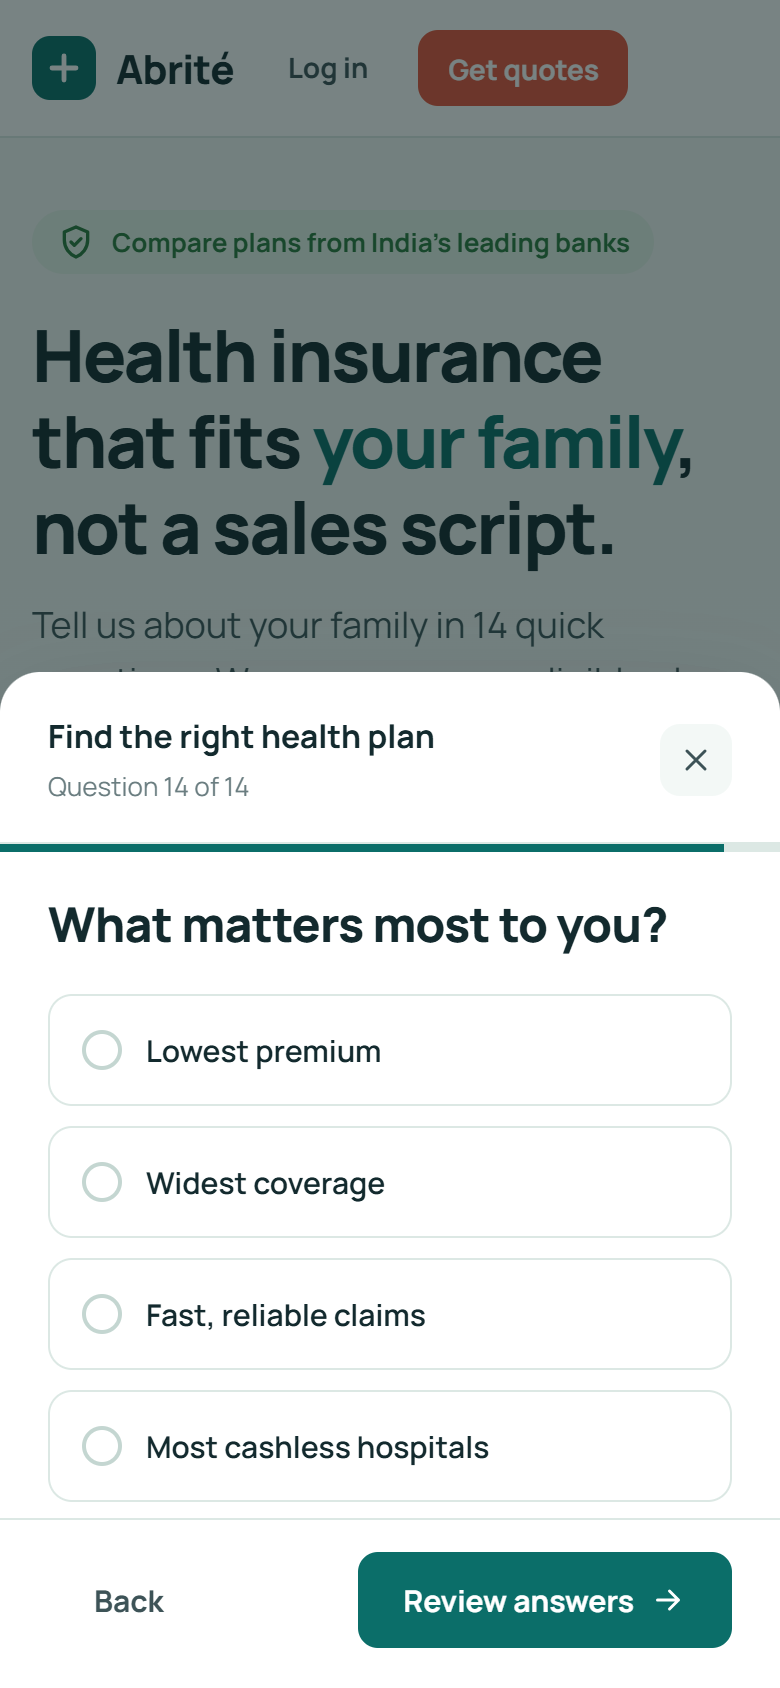 Abrité
Log in
Get quotes
Compare plans from India's leading banks
Health insurance
that fits your family,
not a sales script.
Tell us about your family in 14 quick
Find the right health plan
Question 14 of 14
What matters most to you?
Lowest premium
Widest coverage
Fast, reliable claims
Most cashless hospitals
Back
Review answers